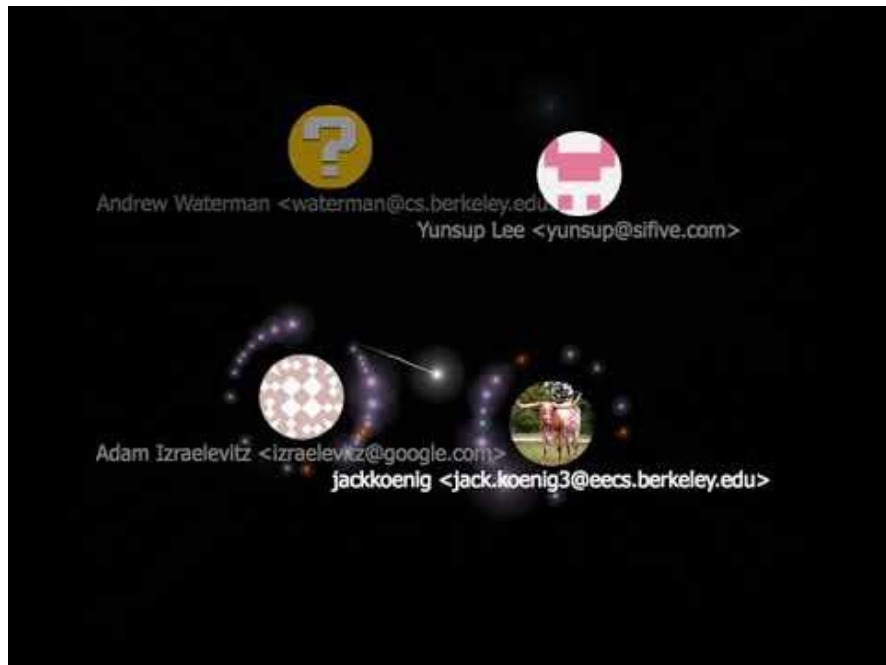 Andrew Waterman <waterman@cs.berkeley.edu
Yunsup Lee <yunsup@sifive.com>
Adam Izraelevitz <izraelevitz@google.com>
jackkoenig <jack.koenig3@eecs.berkeley.edu>